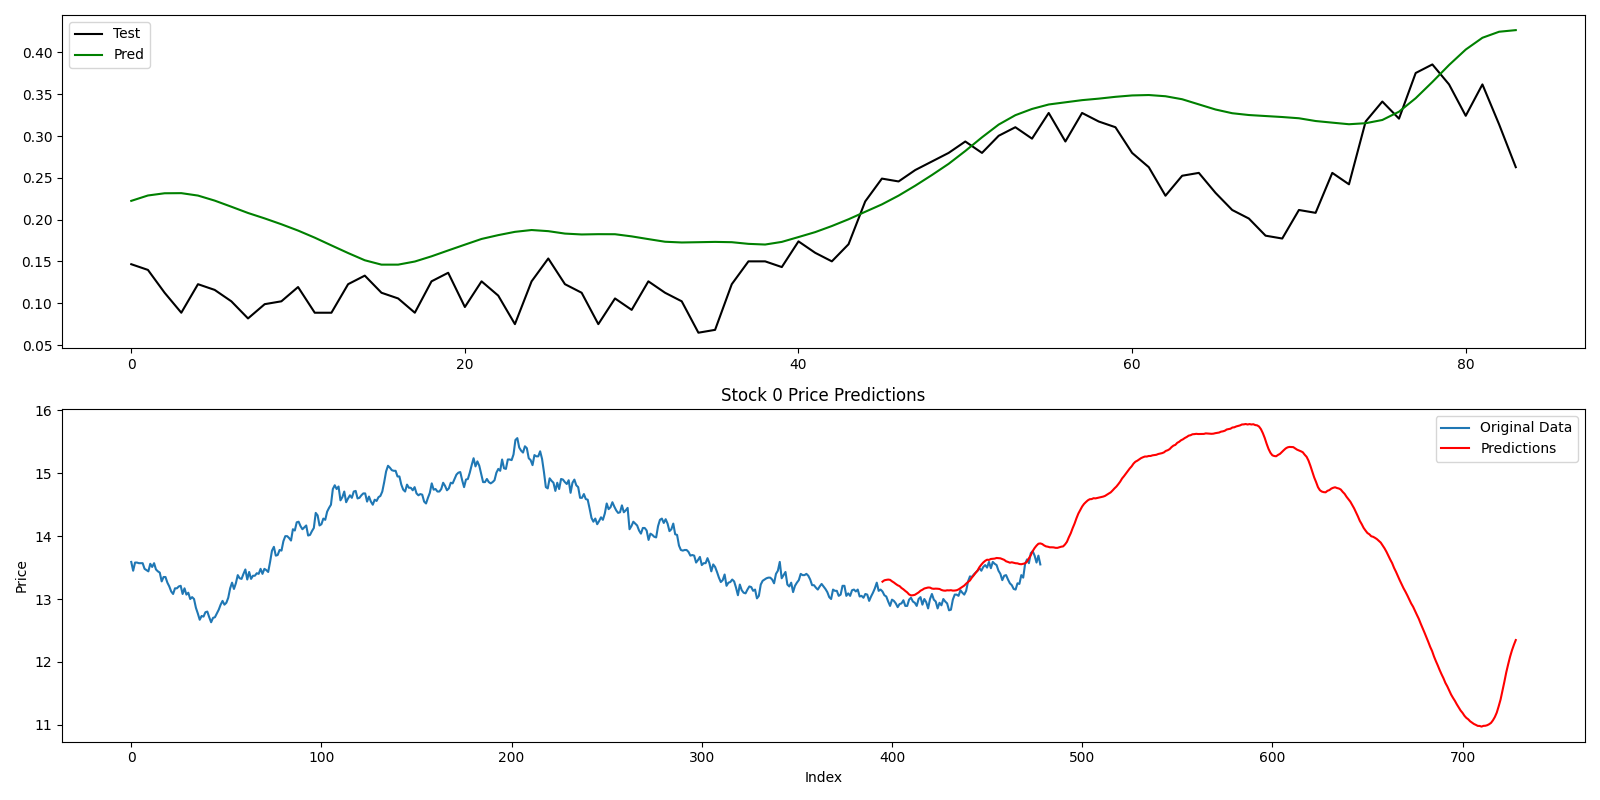 Test
Pred
0.40
0.35
0.30
0.25
0.20
0.15
0.10
0.05
0 20 40 60 80
Stock 0 Price Predictions
Original Data
Predictions
16
15
14
13
12
11
Price
0 100 200 300 400 500 600 700
Index